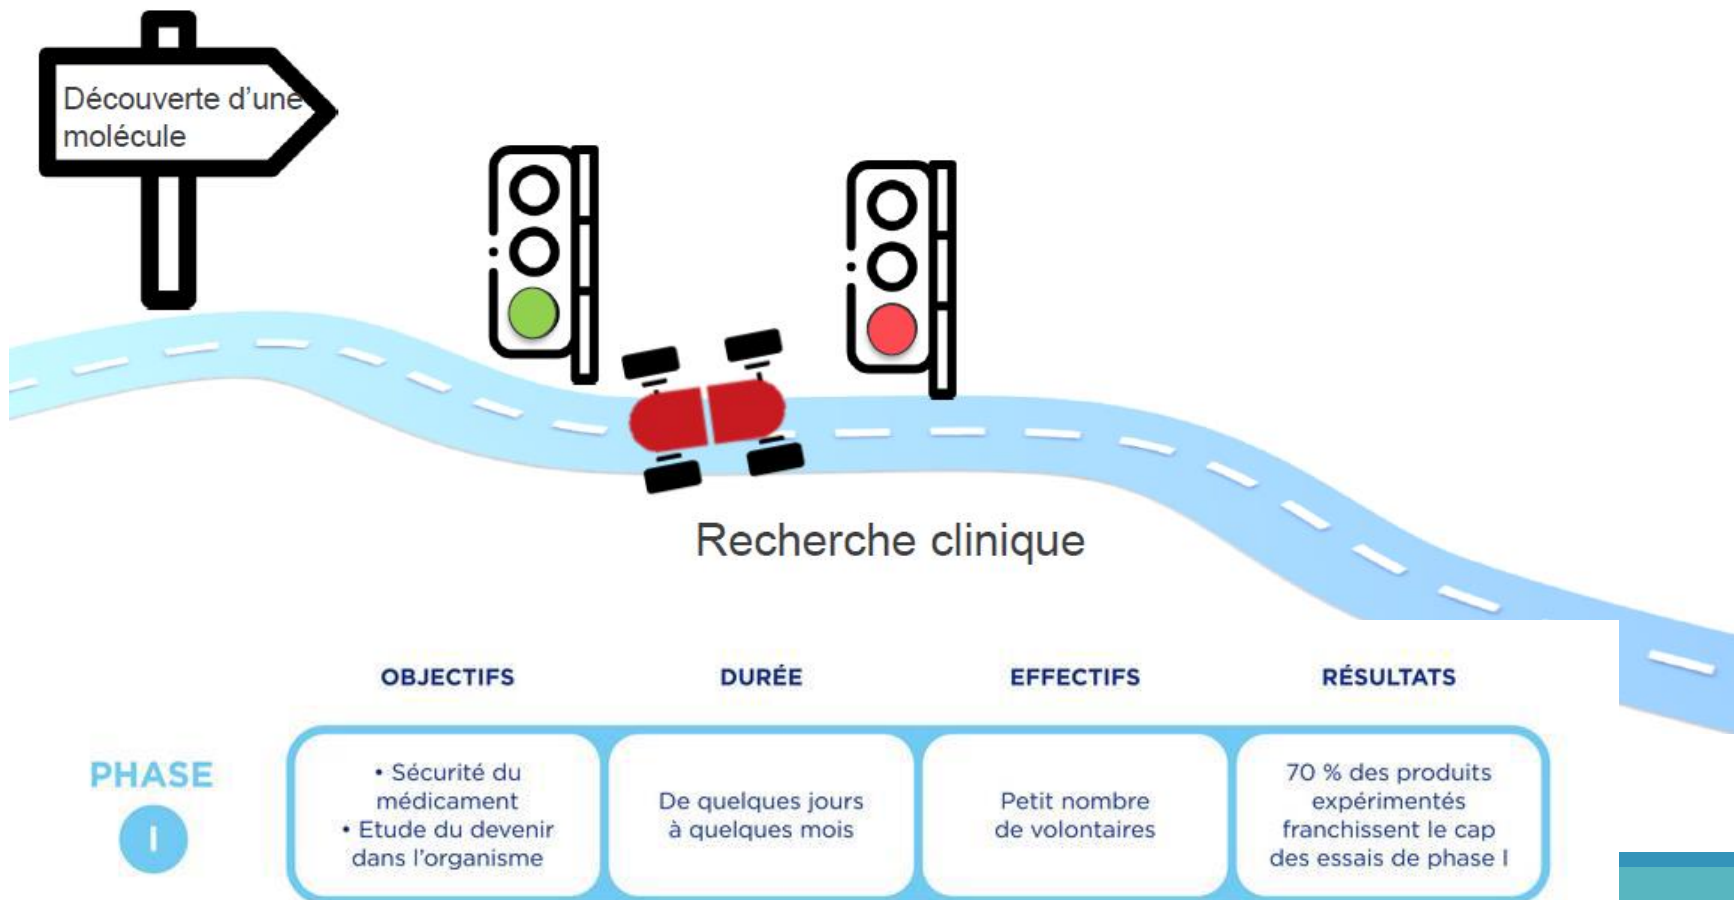 Découverte d'une
molécule
Recherche clinique
OBJECTIFS
DURÉE
EFFECTIFS
RÉSULTATS
PHASE
I
• Sécurité du
médicament
• Etude du devenir
dans l'organisme
De quelques jours
à quelques mois
Petit nombre
de volontaires
70 % des produits
expérimentés
franchissent le cap
des essais de phase I